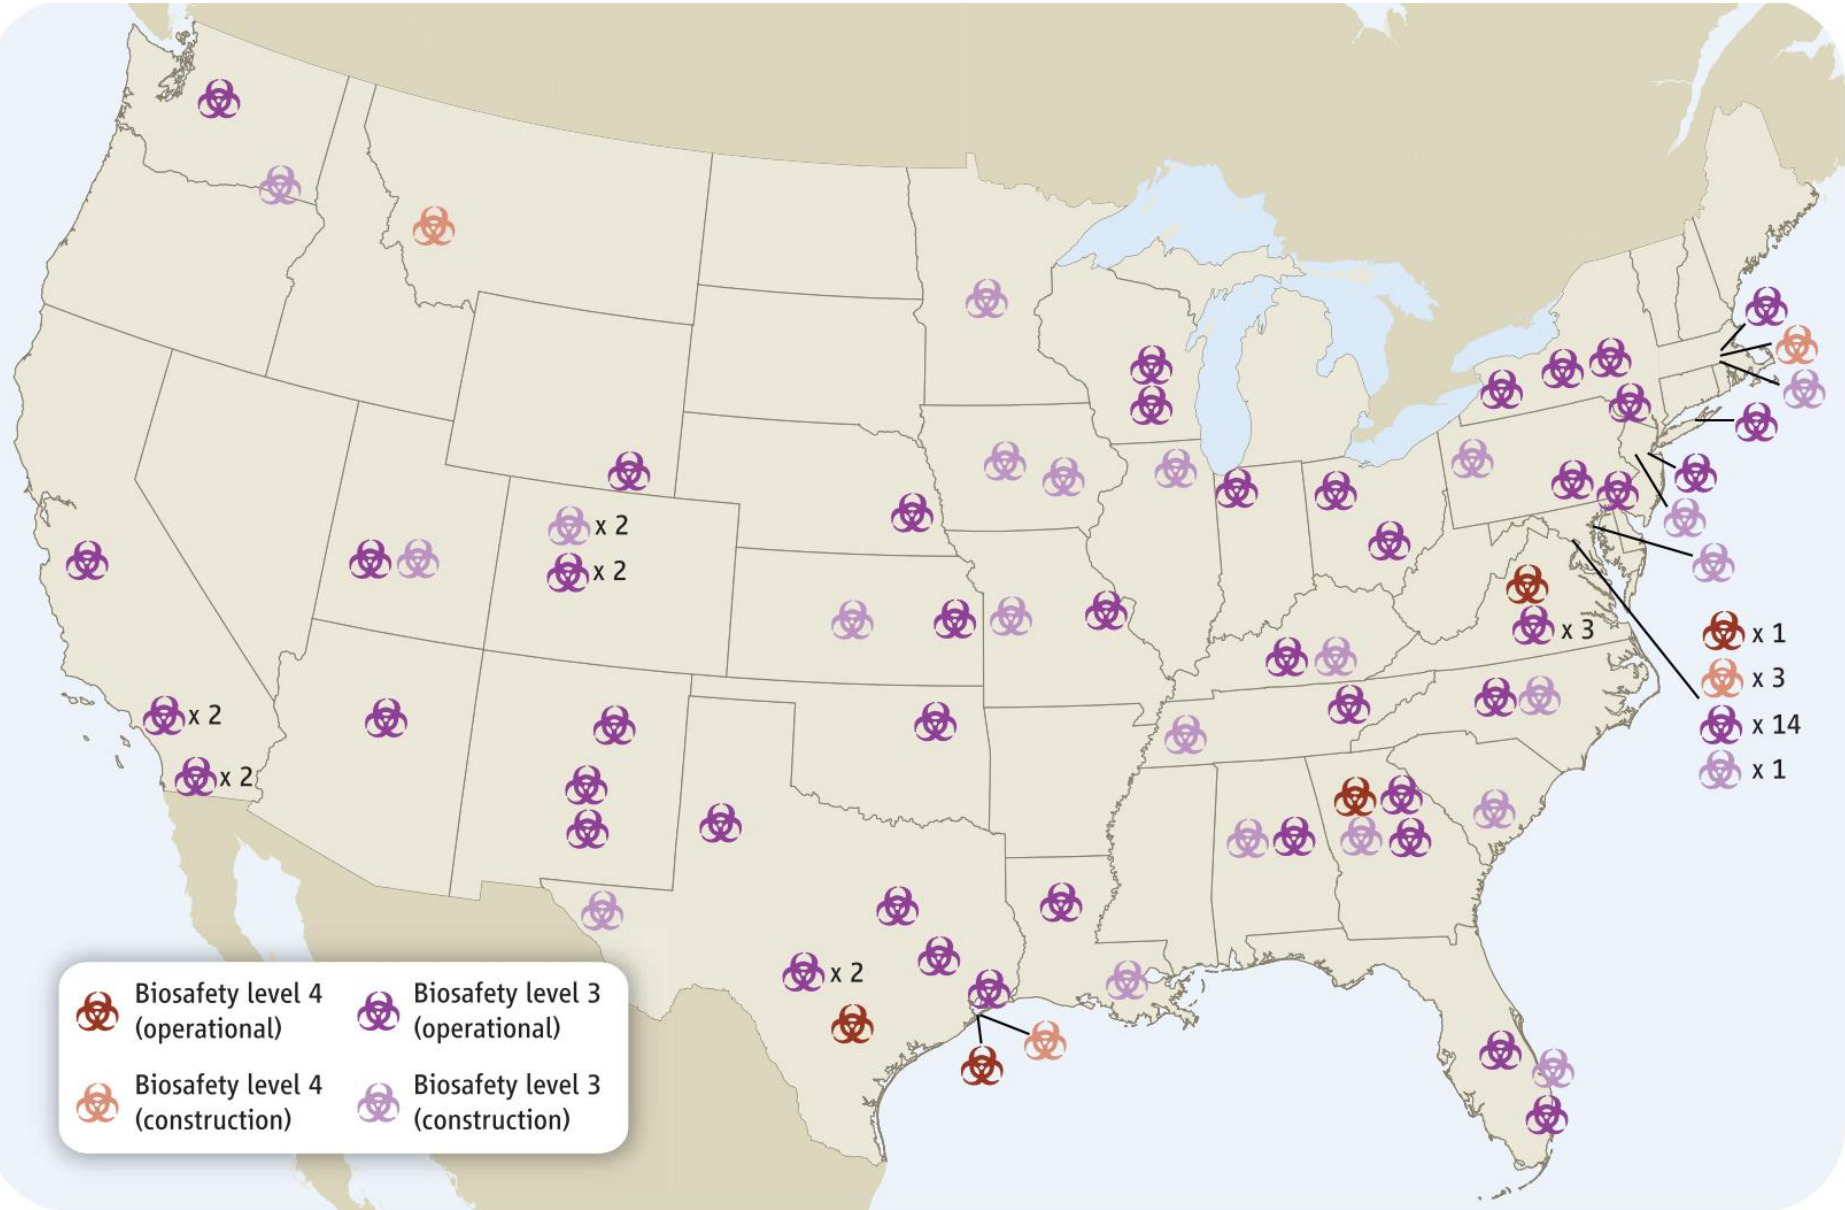 x 2
x 2
x 3
x 1
x 3
x 2
x 2
x 14
x 1
x 2
Biosafety level 4
(operational)
Biosafety level 3
(operational)
Biosafety level 4
(construction)
Biosafety level 3
(construction)